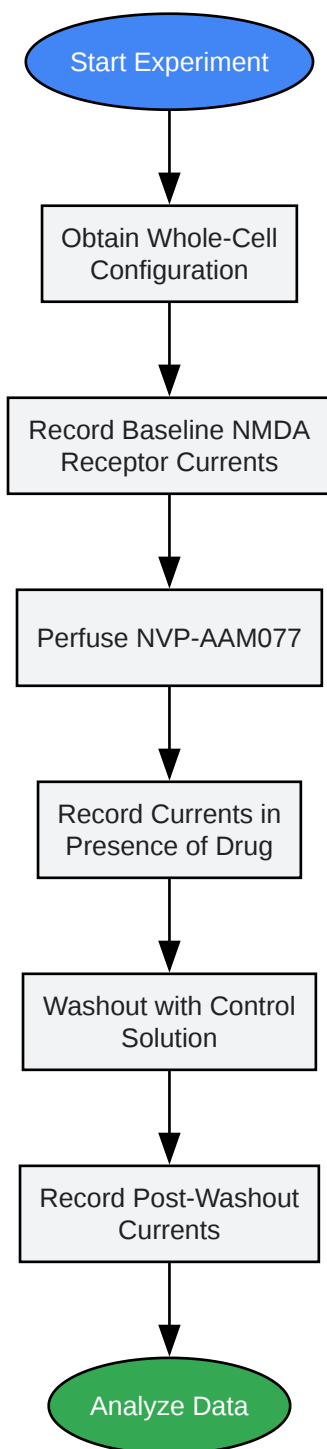 Start Experiment
Obtain Whole-Cell
Configuration
Record Baseline NMDA
Receptor Currents
Perfuse NVP-AAM077
Record Currents in
Presence of Drug
Washout with Control
Solution
Record Post-Washout
Currents
Analyze Data